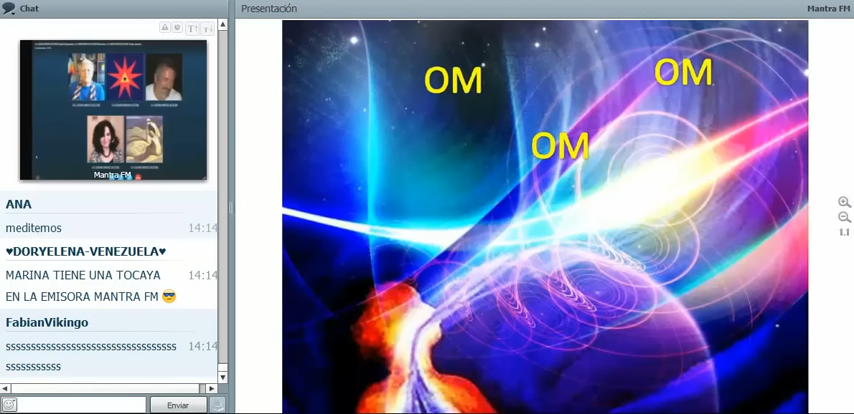 Chat
Mantra FM
ANA
meditemos 14:14
♥DORYELENA-VENEZUELA♥
MARINA TIENE UNA TOCAYA 14:14
EN LA EMISORA MANTRA FM 😎
FabianVikingo
sssssssssssssssssssssssssssssssssss 14:14
sssssssssss
Enviar
Presentación Mantra FM
OM
OM
OM
1:1